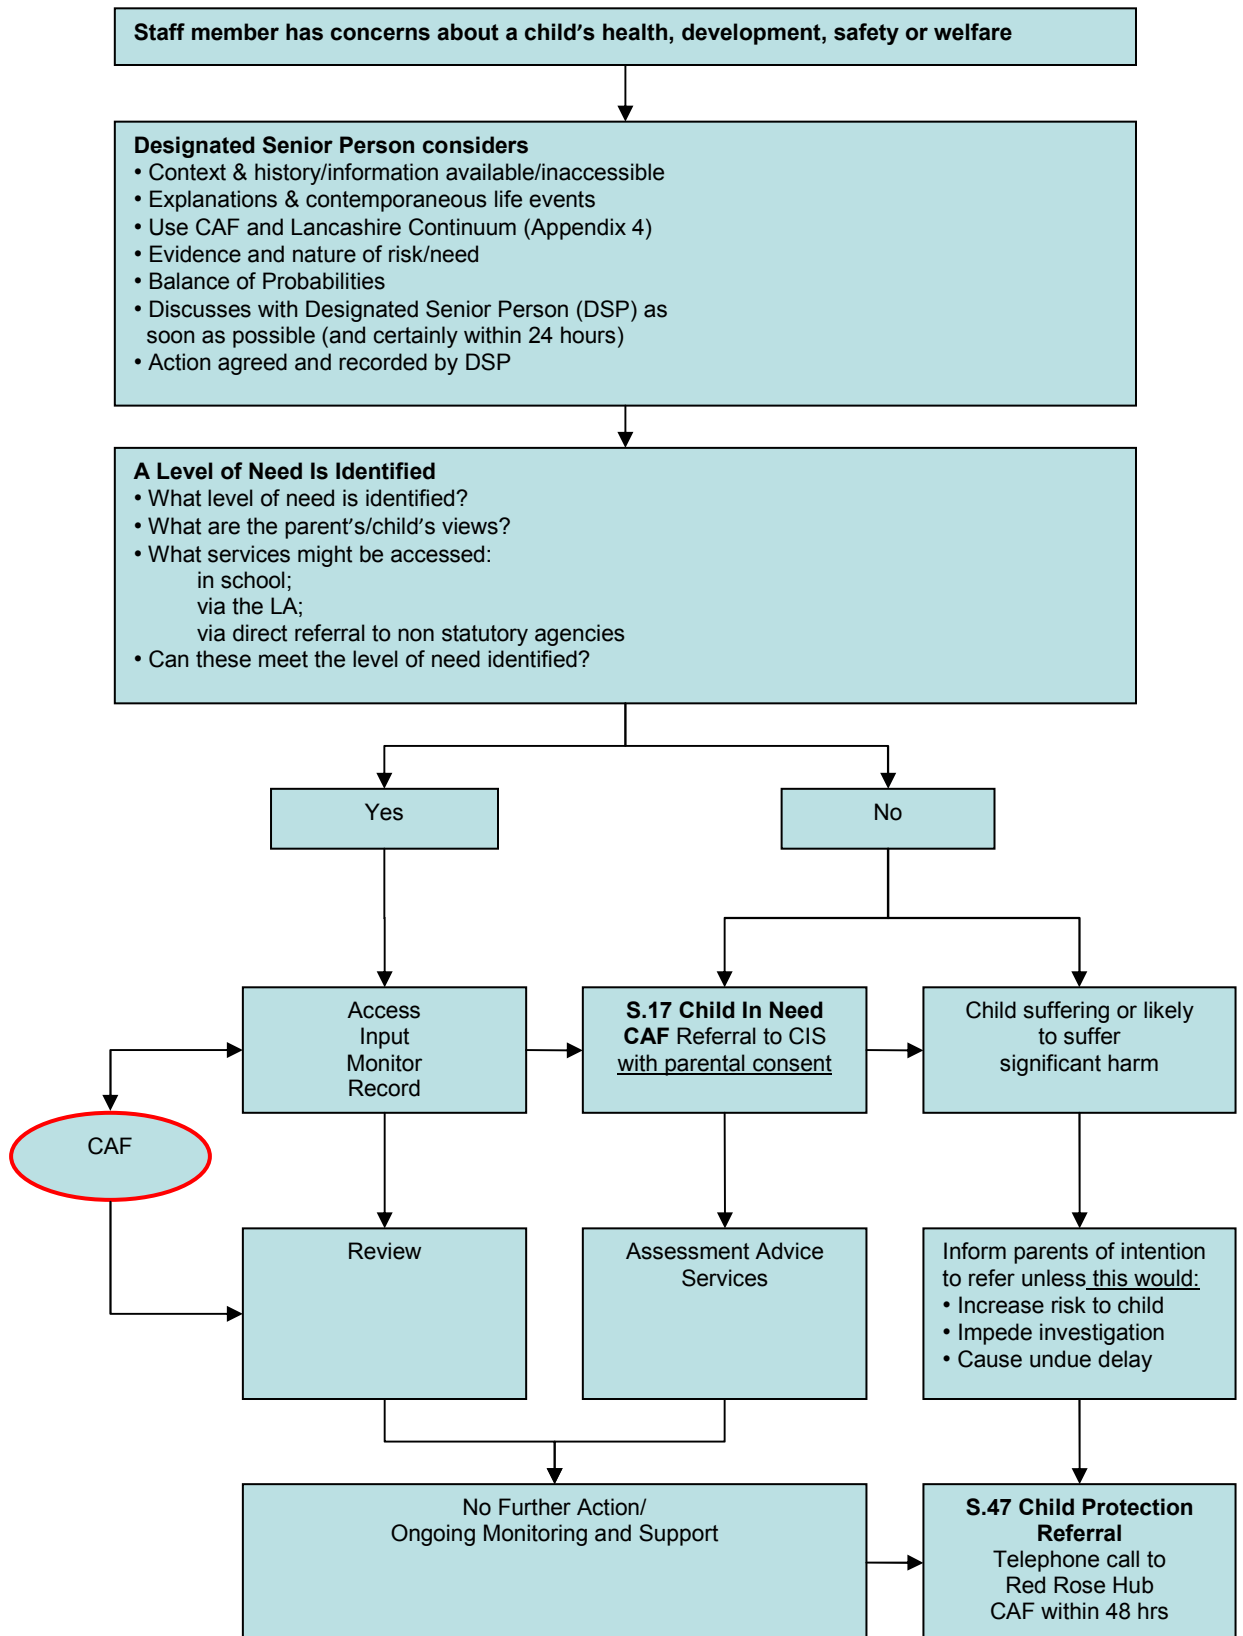 Staff member has concerns about a child’s health, development, safety or welfare
Designated Senior Person considers
• Context & history/information available/inaccessible
• Explanations & contemporaneous life events
• Use CAF and Lancashire Continuum (Appendix 4)
• Evidence and nature of risk/need
• Balance of Probabilities
• Discusses with Designated Senior Person (DSP) as
soon as possible (and certainly within 24 hours)
• Action agreed and recorded by DSP
A Level of Need Is Identified
• What level of need is identified?
• What are the parent’s/child’s views?
• What services might be accessed:
in school;
via the LA;
via direct referral to non statutory agencies
• Can these meet the level of need identified?
Yes
No
Access
Input
Monitor
Record
S.17 Child In Need
CAF Referral to CIS
with parental consent
Child suffering or likely
to suffer
significant harm
CAF
Review
Assessment Advice
Services
Inform parents of intention
to refer unless this would:
• Increase risk to child
• Impede investigation
• Cause undue delay
No Further Action/
Ongoing Monitoring and Support
S.47 Child Protection
Referral
Telephone call to
Red Rose Hub
CAF within 48 hrs